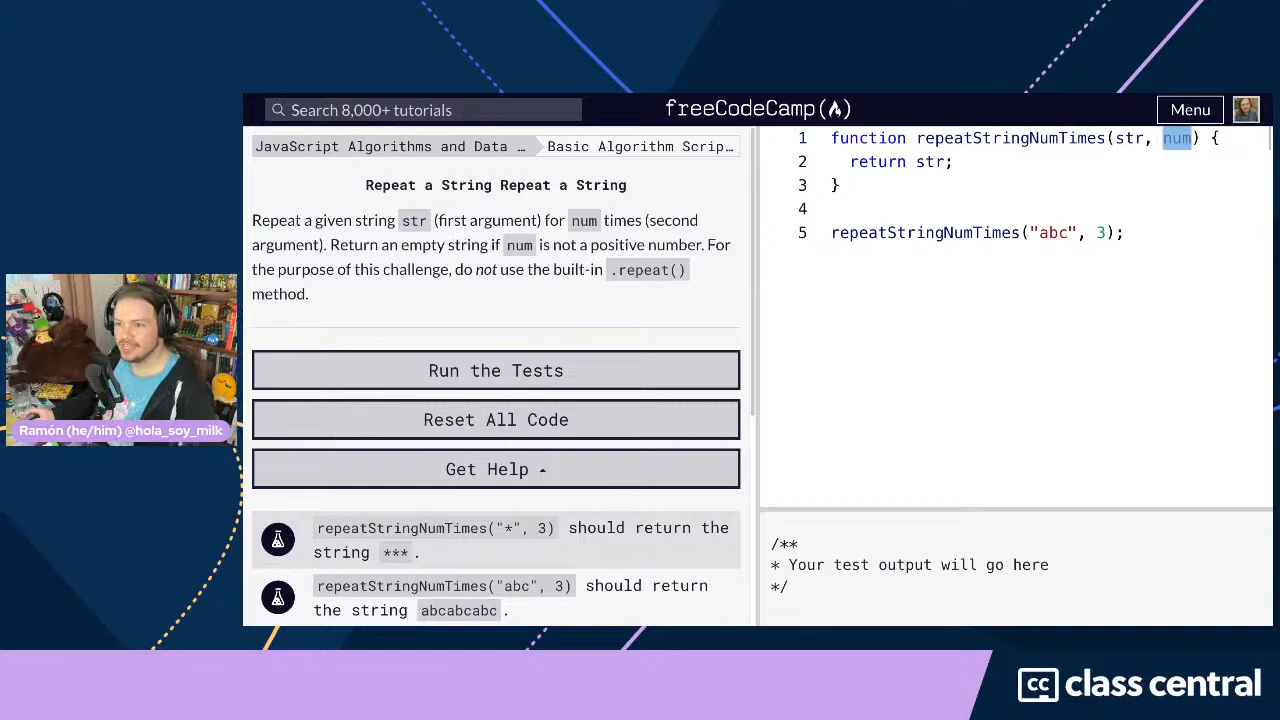 Search 8,000+ tutorials
freeCodeCamp
Menu
JavaScript Algorithms and Data …
Basic Algorithm Scrip…
Repeat a String Repeat a String
Repeat a given string str (first argument) for num times (second
argument). Return an empty string if num is not a positive number. For
the purpose of this challenge, do not use the built-in .repeat()
method.
Run the Tests
Reset All Code
Get Help
repeatStringNumTimes("*", 3) should return the
string ***.
repeatStringNumTimes("abc", 3) should return
the string abcabcabc.
1 function repeatStringNumTimes(str, num) {
2 return str;
3 }
4
5 repeatStringNumTimes("abc", 3);
/**
* Your test output will go here
*/
Ramón (he/him) @hola_soy_milk
cc class central